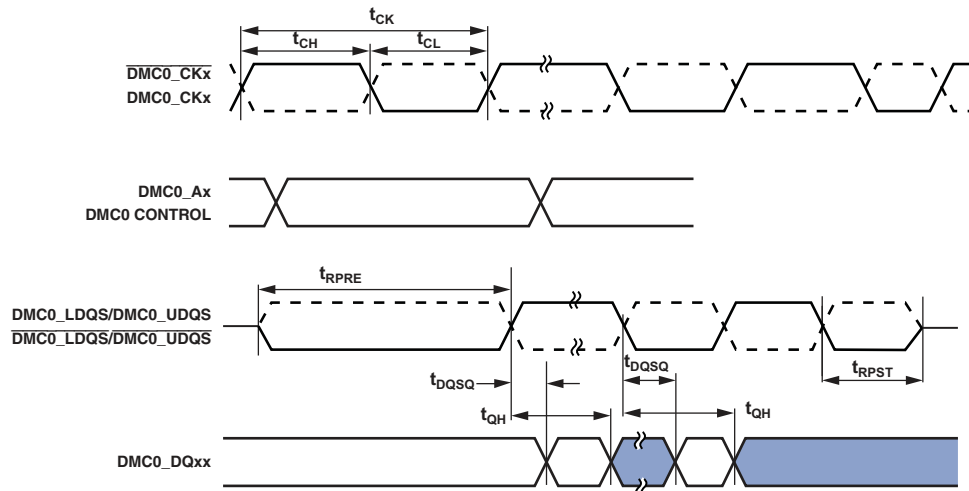 tCK
tCH
tCL
DMC0_CKx
DMC0_CKx
DMC0_Ax
DMC0 CONTROL
tRPRE
DMC0_LDQS/DMC0_UDQS
DMC0_LDQS/DMC0_UDQS
tDQSQ
tDQSQ
tRPST
tQH
tQH
DMC0_DQxx